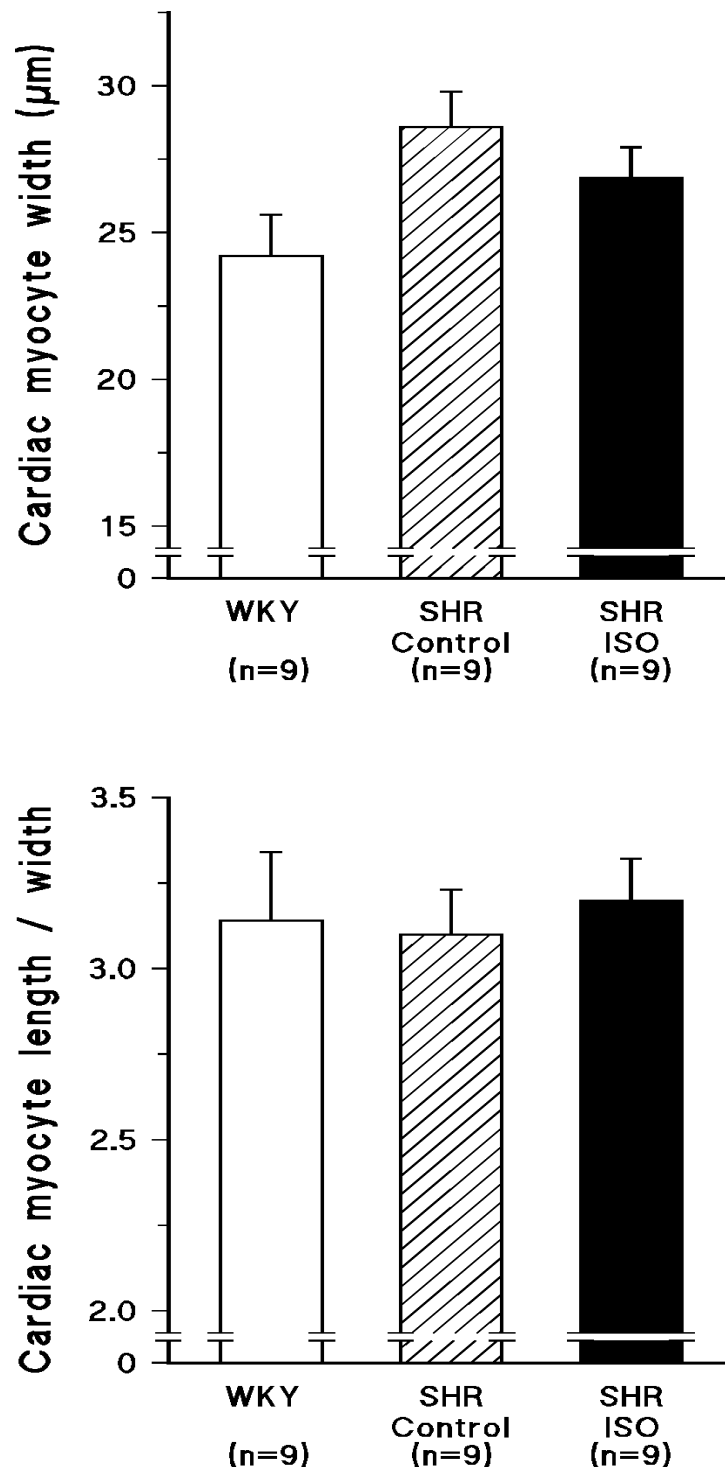 Cardiac myocyte width (µm)
30
25
20
15
0
WKY
(n=9)
SHR
Control
(n=9)
SHR
ISO
(n=9)
Cardiac myocyte length / width
3.5
3.0
2.5
2.0
0
WKY
(n=9)
SHR
Control
(n=9)
SHR
ISO
(n=9)